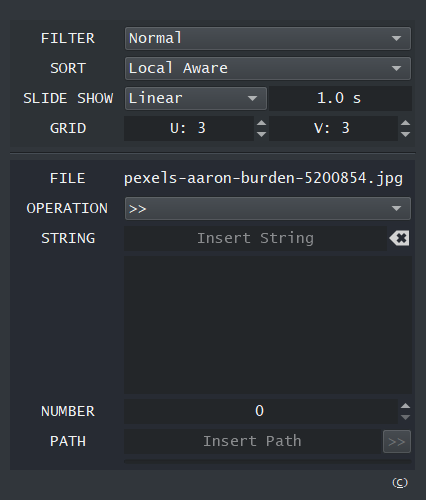 FILTER Normal
SORT Local Aware
SLIDE SHOW Linear 1.0 s
GRID U: 3 V: 3
FILE pexels-aaron-burden-5200854.jpg
OPERATION >>
STRING Insert String
NUMBER 0
PATH Insert Path >>
(C)